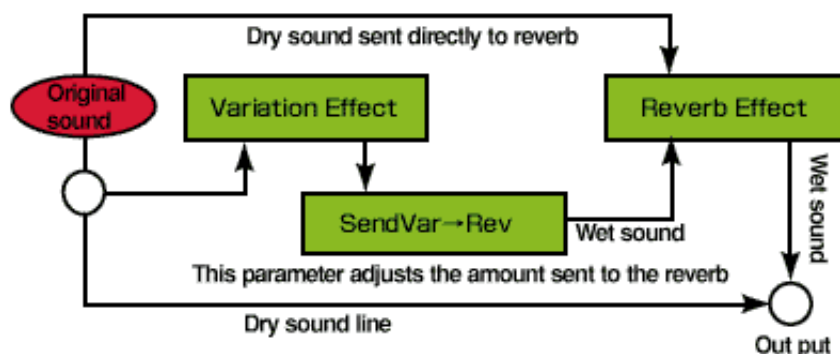 Dry sound sent directly to reverb
Original
sound
Variation Effect
Reverb Effect
SendVar→Rev
Wet sound
Wet sound
This parameter adjusts the amount sent to the reverb
Dry sound line
Out put